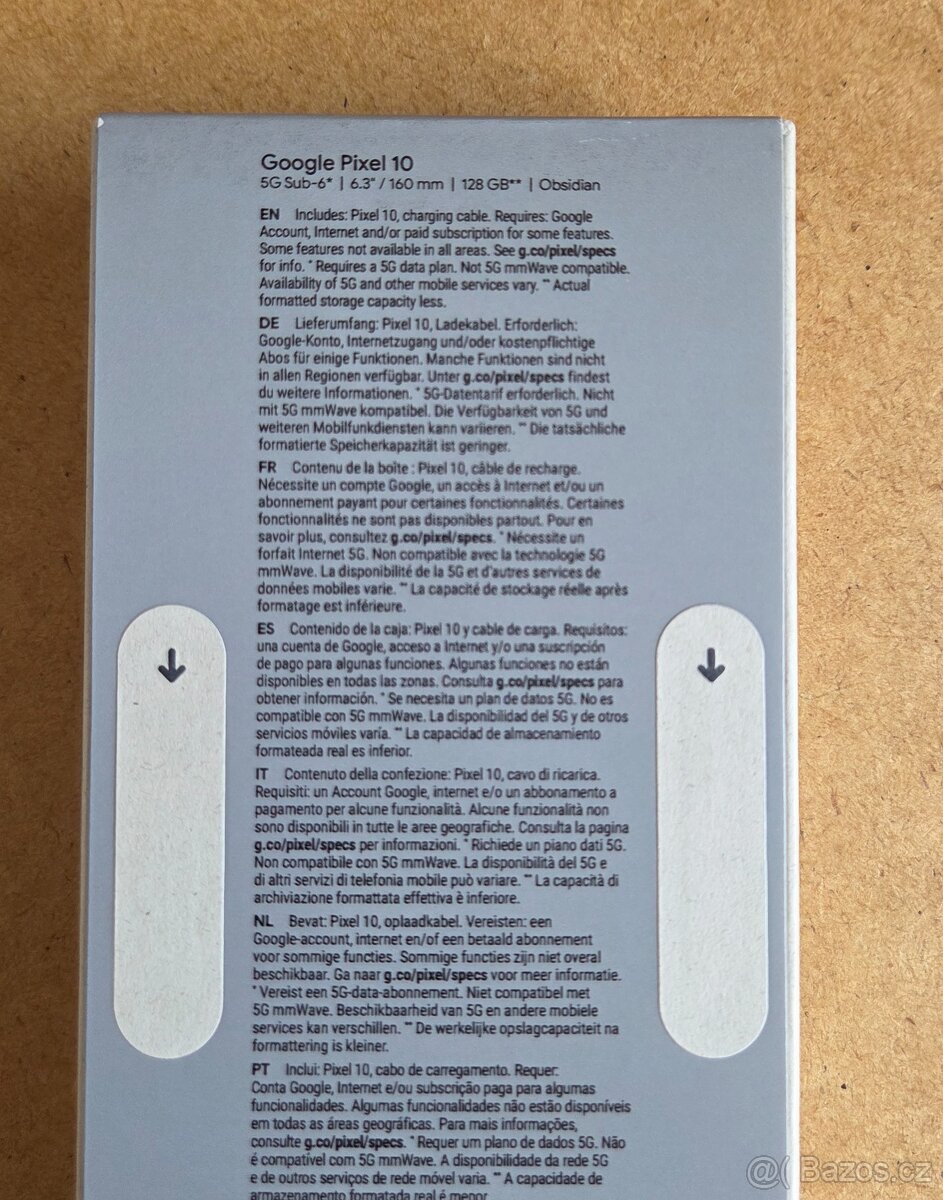 Google Pixel 10
5G Sub-6* | 6.3" / 160 mm | 128 GB** | Obsidian
EN Includes: Pixel 10, charging cable. Requires: Google
Account, Internet and/or paid subscription for some features.
Some features not available in all areas. See g.co/pixel/specs
for info. *Requires a 5G data plan. Not 5G mmWave compatible.
Availability of 5G and other mobile services vary. **Actual
formatted storage capacity less.
DE Lieferumfang: Pixel 10, Ladekabel. Erforderlich:
Google-Konto, Internetzugang und/oder kostenpflichtige
Abos für einige Funktionen. Manche Funktionen sind nicht
in allen Regionen verfügbar. Unter g.co/pixel/specs findest
du weitere Informationen. *5G-Datentarif erforderlich. Nicht
mit 5G mmWave kompatibel. Die Verfügbarkeit von 5G und
weiteren Mobilfunkdiensten kann variieren. **Die tatsächliche
formatierte Speicherkapazität ist geringer.
FR Contenu de la boîte : Pixel 10, câble de recharge.
Nécessite un compte Google, un accès à Internet et/ou un
abonnement payant pour certaines fonctionnalités. Certaines
fonctionnalités ne sont pas disponibles partout. Pour en
savoir plus, consultez g.co/pixel/specs. *Nécessite un
forfait Internet 5G. Non compatible avec la technologie 5G
mmWave. La disponibilité de la 5G et d'autres services de
données mobiles varie. **La capacité de stockage réelle après
formatage est inférieure.
ES Contenido de la caja: Pixel 10 y cable de carga. Requisitos:
una cuenta de Google, acceso a Internet y/o una suscripción
de pago para algunas funciones. Algunas funciones no están
disponibles en todas las zonas. Consulta g.co/pixel/specs para
obtener información. *Se necesita un plan de datos 5G. No es
compatible con 5G mmWave. La disponibilidad del 5G y de otros
servicios móviles varía. **La capacidad de almacenamiento
formateada real es inferior.
IT Contenuto della confezione: Pixel 10, cavo di ricarica.
Requisiti: un Account Google, internet e/o un abbonamento a
pagamento per alcune funzionalità. Alcune funzionalità non
sono disponibili in tutte le aree geografiche. Consulta la pagina
g.co/pixel/specs per informazioni. *Richiede un piano dati 5G.
Non compatibile con 5G mmWave. La disponibilità del 5G e
di altri servizi di telefonia mobile può variare. **La capacità di
archiviazione formattata effettiva è inferiore.
NL Bevat: Pixel 10, oplaadkabel. Vereisten: een
Google-account, internet en/of een betaald abonnement
voor sommige functies. Sommige functies zijn niet overal
beschikbaar. Ga naar g.co/pixel/specs voor meer informatie.
*Vereist een 5G-data-abonnement. Niet compatibel met
5G mmWave. Beschikbaarheid van 5G en andere mobiele
services kan verschillen. **De werkelijke opslagcapaciteit na
formattering is kleiner.
PT Inclui: Pixel 10, cabo de carregamento. Requer:
Conta Google, Internet e/ou subscrição paga para algumas
funcionalidades. Algumas funcionalidades não estão disponíveis
em todas as áreas geográficas. Para mais informações,
consulte g.co/pixel/specs. *Requer um plano de dados 5G. Não
é compatível com 5G mmWave. A disponibilidade da rede 5G
e de outros serviços de rede móvel varia. **A capacidade de
armazenamento formatada real é menor.
@( Bazos.cz